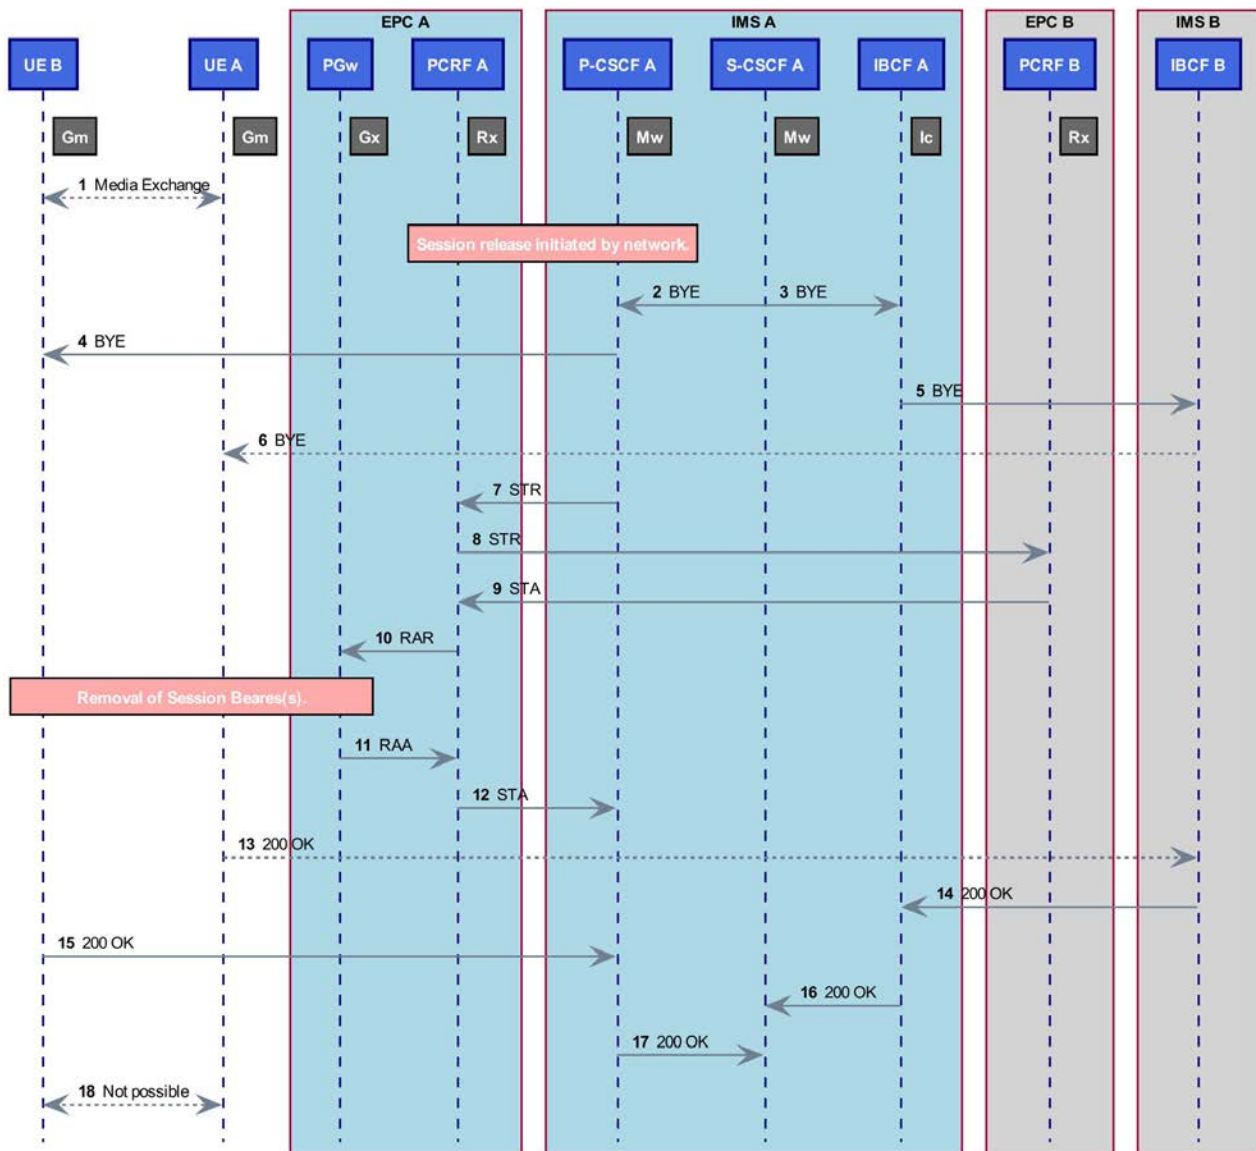 EPC A
IMS A
EPC B
IMS B
UE B
UE A
PGw
PCRF A
P-CSCF A
S-CSCF A
IBCF A
PCRF B
IBCF B
Gm
Gm
Gx
Rx
Mw
Mw
Ic
Rx
1 Media Exchange
Session release initiated by network.
2 BYE
3 BYE
4 BYE
5 BYE
6 BYE
7 STR
8 STR
9 STA
10 RAR
Removal of Session Beares(s).
11 RAA
12 STA
13 200 OK
14 200 OK
15 200 OK
16 200 OK
17 200 OK
18 Not possible